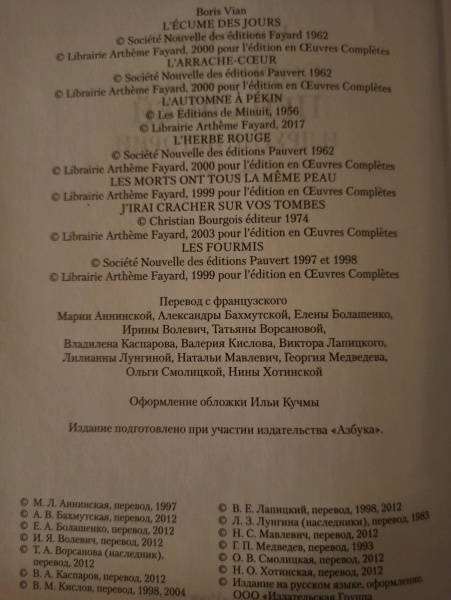 Boris Vian
L'ÉCUME DES JOURS
© Société Nouvelle des éditions Fayard 1962
© Librairie Arthème Fayard, 2000 pour l'édition en Œuvres Complètes
L'ARRACHE-CŒUR
© Société Nouvelle des éditions Pauvert 1962
© Librairie Arthème Fayard, 2000 pour l'édition en Œuvres Complètes
L'AUTOMNE À PÉKIN
© Les Editions de Minuit, 1956
© Librairie Arthème Fayard, 2017
L'HERBE ROUGE
© Société Nouvelle des éditions Pauvert 1962
© Librairie Arthème Fayard, 2000 pour l'édition en Œuvres Complètes
LES MORTS ONT TOUS LA MÊME PEAU
© Librairie Arthème Fayard, 1999 pour l'édition en Œuvres Complètes
J'IRAI CRACHER SUR VOS TOMBES
© Christian Bourgois éditeur 1974
© Librairie Arthème Fayard, 2003 pour l'édition en Œuvres Complètes
LES FOURMIS
© Société Nouvelle des éditions Pauvert 1997 et 1998
© Librairie Arthème Fayard, 1999 pour l'édition en Œuvres Complètes
Перевод с французского
Марии Аннинской, Александры Бахмутской, Елены Болашенко,
Ирины Волевич, Татьяны Ворсановой,
Владилена Каспарова, Валерия Кислова, Виктора Лапицкого,
Лилианны Лунгиной, Натальи Мавлевич, Георгия Медведева,
Ольги Смолицкой, Нины Хотинской
Оформление обложки Ильи Кучмы
Издание подготовлено при участии издательства «Азбука».
© М. Л. Аннинская, перевод, 1997
© А. В. Бахмутская, перевод, 2012
© Е. А. Болашенко, перевод, 2012
© И. Я. Волевич, перевод, 2012
© Т. А. Ворсанова (наследник),
перевод, 2012
© В. А. Каспаров, перевод, 2012
© В. М. Кислов, перевод, 1998, 2004
© В. Е. Лапицкий, перевод, 1998, 2012
© Л. З. Лунгина (наследники), перевод, 1983
© Н. С. Мавлевич, перевод, 2012
© Г. П. Медведев, перевод, 1993
© О. В. Смолицкая, перевод, 2012
© Н. О. Хотинская, перевод, 2012
© Издание на русском языке, оформление.
ООО «Издательская Группа